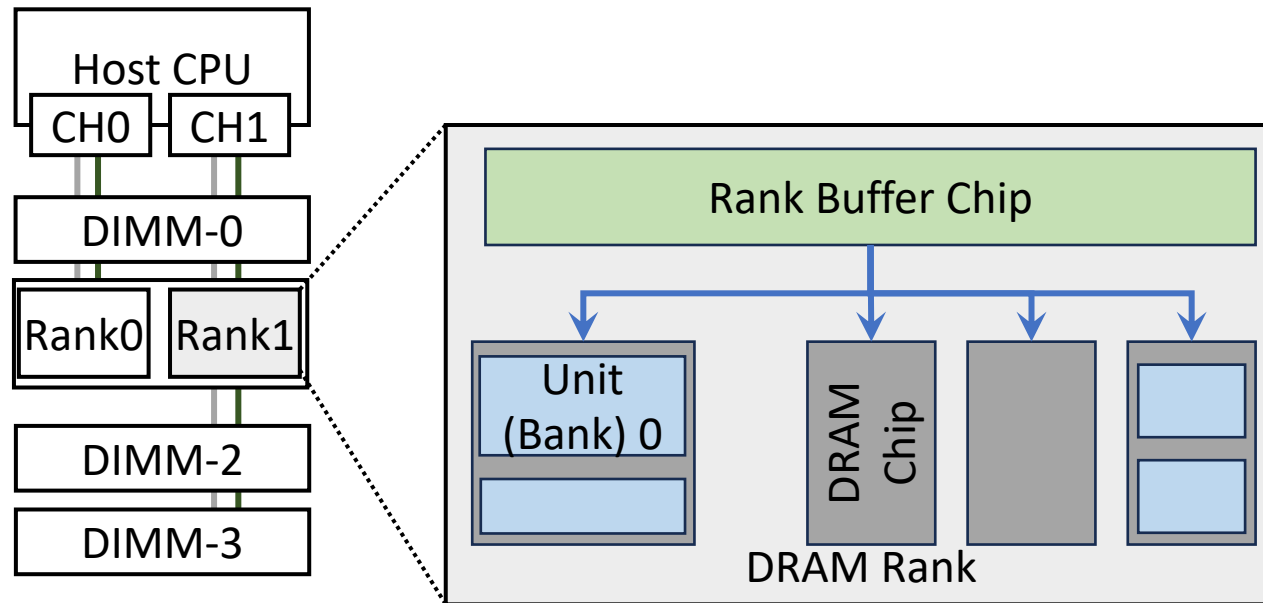 Host CPU
CH0
CH1
DIMM-0
Rank0
Rank1
DIMM-2
DIMM-3
Rank Buffer Chip
Unit
(Bank) 0
DRAM
Chip
DRAM Rank